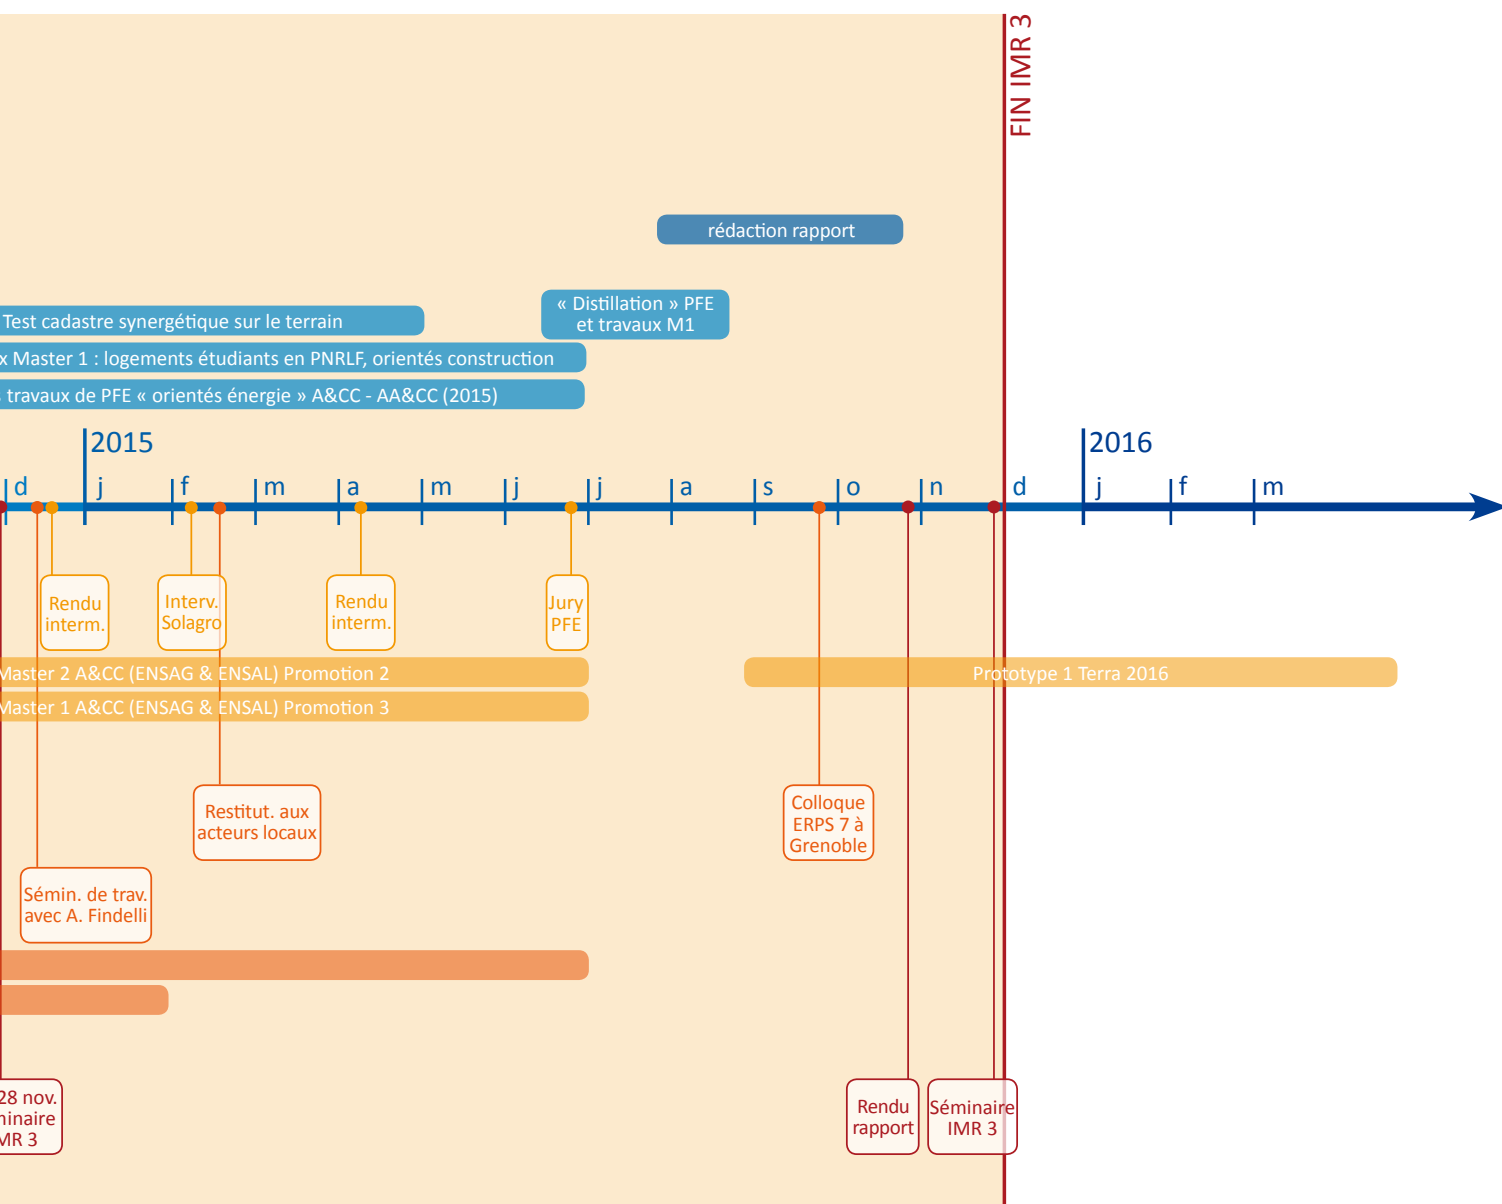 FIN IMR 3
rédaction rapport
« Distillation » PFE
et travaux M1
Test cadastre synergétique sur le terrain
x Master 1 : logements étudiants en PNRLF, orientés construction
travaux de PFE « orientés énergie » A&CC - AA&CC (2015)
2015
2016
d j f m a m j j a s o n d j f m
Rendu
interm.
Interv.
Solagro
Rendu
interm.
Jury
PFE
Master 2 A&CC (ENSAG & ENSAL) Promotion 2
Prototype 1 Terra 2016
Master 1 A&CC (ENSAG & ENSAL) Promotion 3
Restitut. aux
acteurs locaux
Colloque
ERPS 7 à
Grenoble
Sémin. de trav.
avec A. Findelli
28 nov.
minaire
MR 3
Rendu
rapport
Séminaire
IMR 3